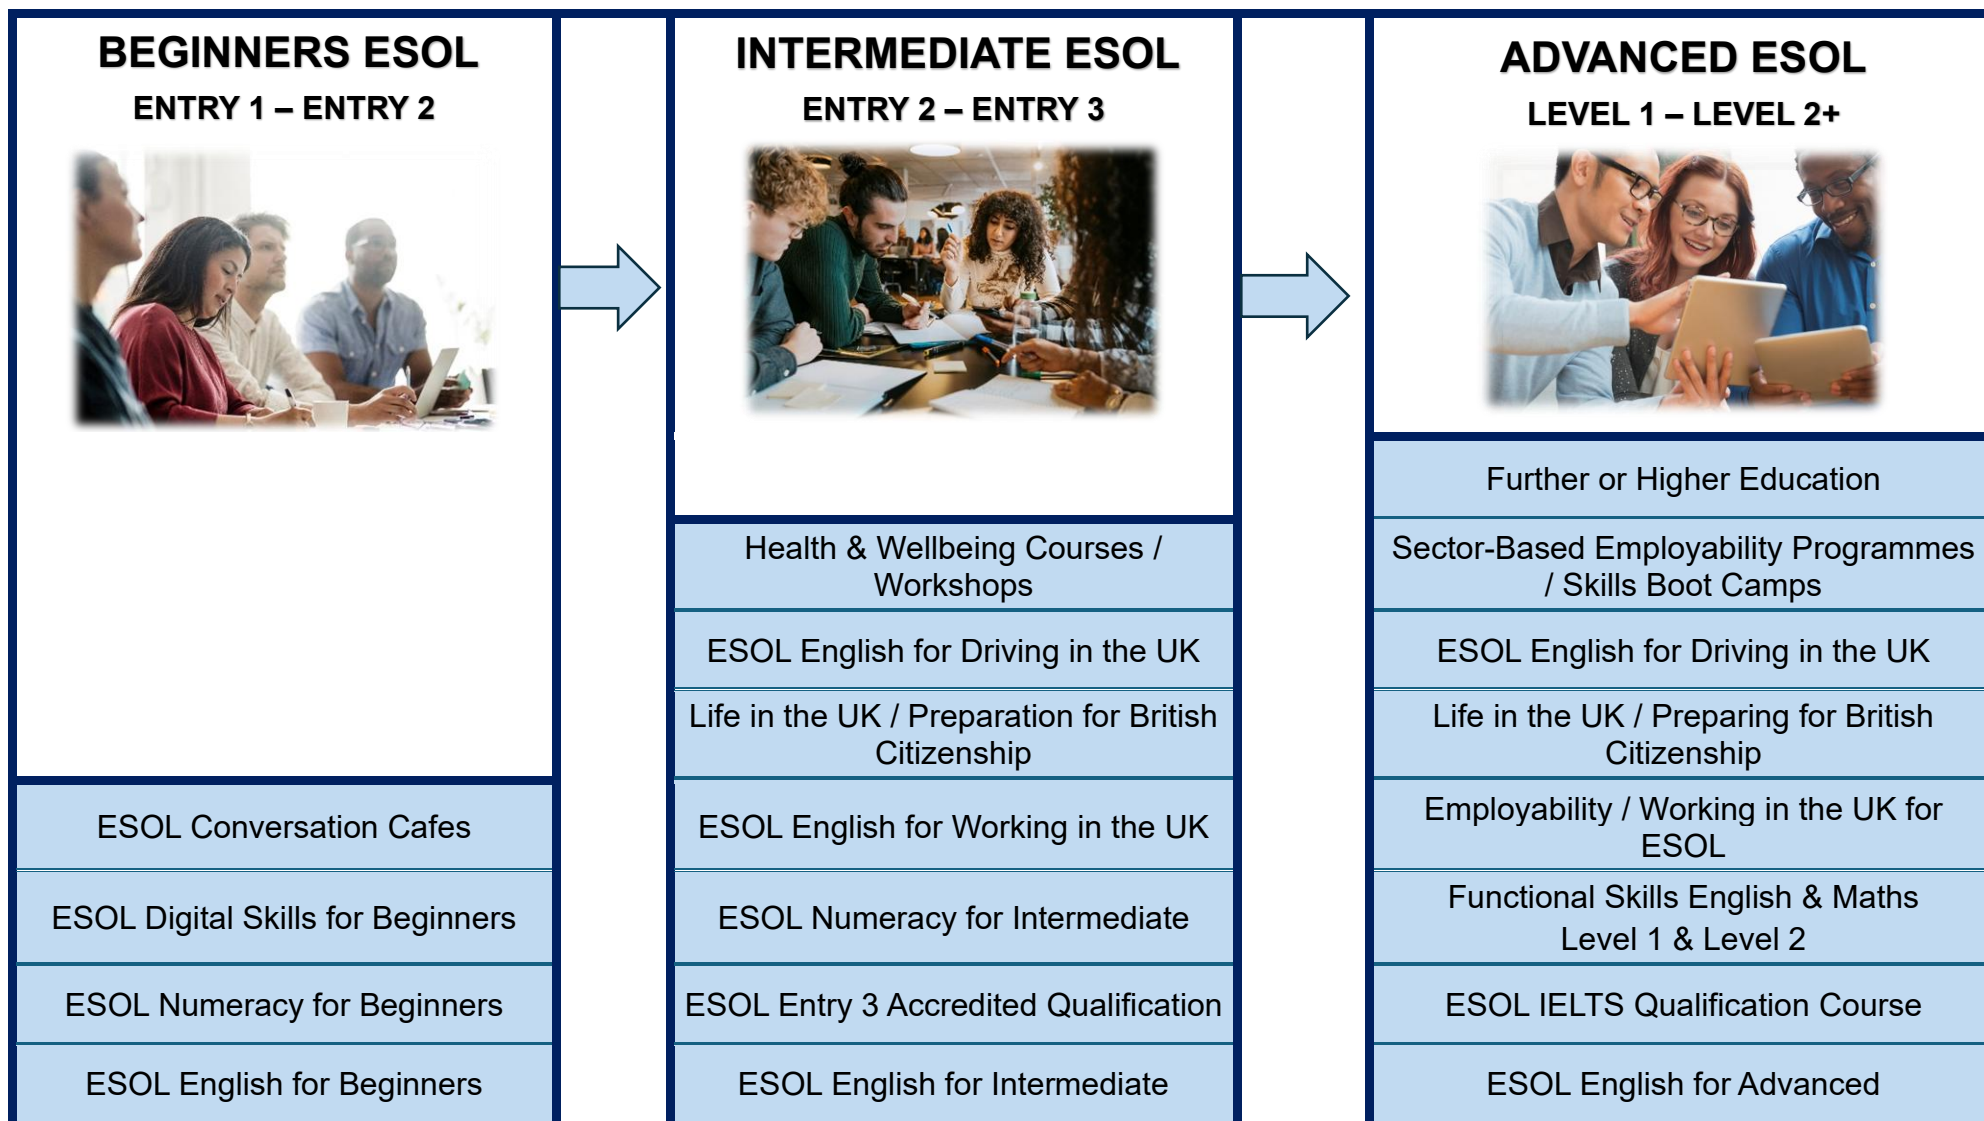 BEGINNERS ESOL
ENTRY 1 – ENTRY 2
ESOL Conversation Cafes
ESOL Digital Skills for Beginners
ESOL Numeracy for Beginners
ESOL English for Beginners
INTERMEDIATE ESOL
ENTRY 2 – ENTRY 3
Health & Wellbeing Courses /
Workshops
ESOL English for Driving in the UK
Life in the UK / Preparation for British
Citizenship
ESOL English for Working in the UK
ESOL Numeracy for Intermediate
ESOL Entry 3 Accredited Qualification
ESOL English for Intermediate
ADVANCED ESOL
LEVEL 1 – LEVEL 2+
Further or Higher Education
Sector-Based Employability Programmes
/ Skills Boot Camps
ESOL English for Driving in the UK
Life in the UK / Preparing for British
Citizenship
Employability / Working in the UK for
ESOL
Functional Skills English & Maths
Level 1 & Level 2
ESOL IELTS Qualification Course
ESOL English for Advanced